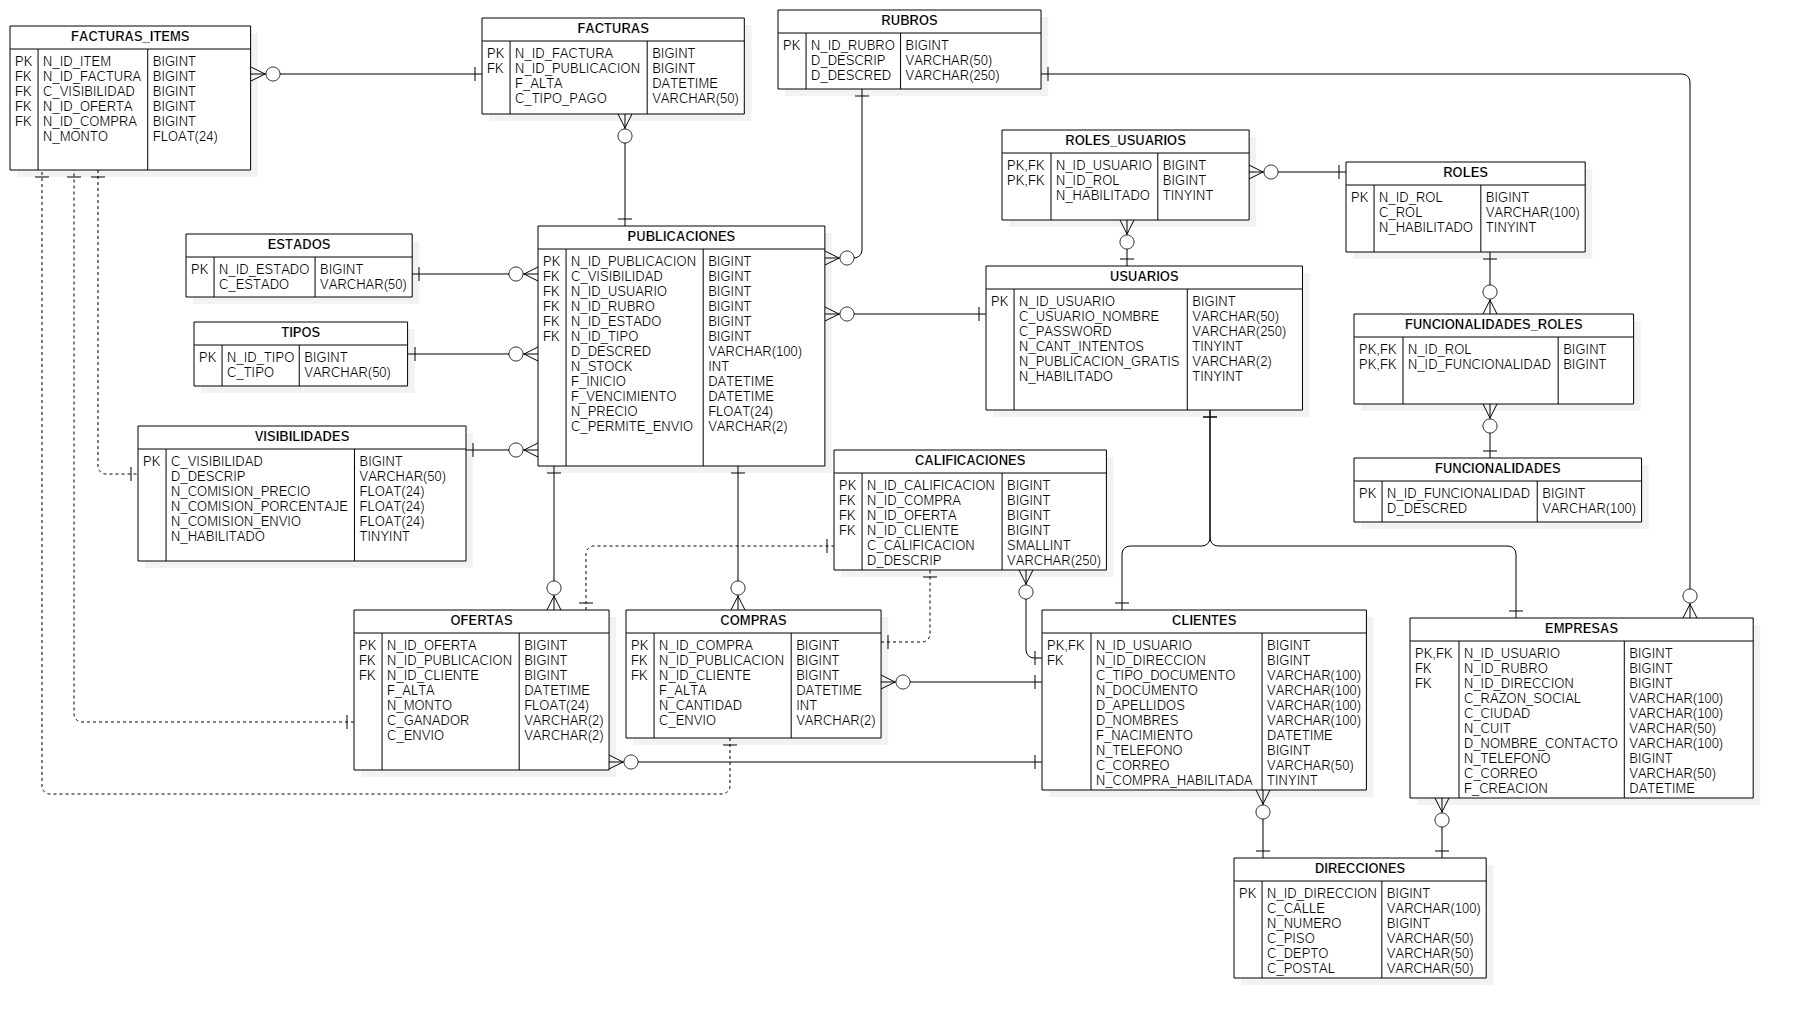 FACTURAS_ITEMS
PK N_ID_ITEM BIGINT
FK N_ID_FACTURA BIGINT
FK C_VISIBILIDAD BIGINT
FK N_ID_OFERTA BIGINT
FK N_ID_COMPRA BIGINT
N_MONTO FLOAT(24)
FACTURAS
PK N_ID_FACTURA BIGINT
FK N_ID_PUBLICACION BIGINT
F_ALTA DATETIME
C_TIPO_PAGO VARCHAR(50)
RUBROS
PK N_ID_RUBRO BIGINT
D_DESCRIP VARCHAR(50)
D_DESCRED VARCHAR(250)
ROLES_USUARIOS
PK,FK N_ID_USUARIO BIGINT
PK,FK N_ID_ROL BIGINT
N_HABILITADO TINYINT
ROLES
PK N_ID_ROL BIGINT
C_ROL VARCHAR(100)
N_HABILITADO TINYINT
ESTADOS
PK N_ID_ESTADO BIGINT
C_ESTADO VARCHAR(50)
TIPOS
PK N_ID_TIPO BIGINT
C_TIPO VARCHAR(50)
PUBLICACIONES
PK N_ID_PUBLICACION BIGINT
FK C_VISIBILIDAD BIGINT
FK N_ID_USUARIO BIGINT
FK N_ID_RUBRO BIGINT
FK N_ID_ESTADO BIGINT
FK N_ID_TIPO BIGINT
D_DESCRED VARCHAR(100)
N_STOCK INT
F_INICIO DATETIME
F_VENCIMIENTO DATETIME
N_PRECIO FLOAT(24)
C_PERMITE_ENVIO VARCHAR(2)
USUARIOS
PK N_ID_USUARIO BIGINT
C_USUARIO_NOMBRE VARCHAR(50)
C_PASSWORD VARCHAR(250)
N_CANT_INTENTOS TINYINT
N_PUBLICACION_GRATIS VARCHAR(2)
N_HABILITADO TINYINT
FUNCIONALIDADES_ROLES
PK,FK N_ID_ROL BIGINT
PK,FK N_ID_FUNCIONALIDAD BIGINT
VISIBILIDADES
PK C_VISIBILIDAD BIGINT
D_DESCRIP VARCHAR(50)
N_COMISION_PRECIO FLOAT(24)
N_COMISION_PORCENTAJE FLOAT(24)
N_COMISION_ENVIO FLOAT(24)
N_HABILITADO TINYINT
CALIFICACIONES
PK N_ID_CALIFICACION BIGINT
FK N_ID_COMPRA BIGINT
FK N_ID_OFERTA BIGINT
FK N_ID_CLIENTE BIGINT
C_CALIFICACION SMALLINT
D_DESCRIP VARCHAR(250)
FUNCIONALIDADES
PK N_ID_FUNCIONALIDAD BIGINT
D_DESCRED VARCHAR(100)
OFERTAS
PK N_ID_OFERTA BIGINT
FK N_ID_PUBLICACION BIGINT
FK N_ID_CLIENTE BIGINT
F_ALTA DATETIME
N_MONTO FLOAT(24)
C_GANADOR VARCHAR(2)
C_ENVIO VARCHAR(2)
COMPRAS
PK N_ID_COMPRA BIGINT
FK N_ID_PUBLICACION BIGINT
FK N_ID_CLIENTE BIGINT
F_ALTA DATETIME
N_CANTIDAD INT
C_ENVIO VARCHAR(2)
CLIENTES
PK,FK N_ID_USUARIO BIGINT
FK N_ID_DIRECCION BIGINT
C_TIPO_DOCUMENTO VARCHAR(100)
N_DOCUMENTO VARCHAR(100)
D_APELLIDOS VARCHAR(100)
D_NOMBRES VARCHAR(100)
F_NACIMIENTO DATETIME
N_TELEFONO BIGINT
C_CORREO VARCHAR(50)
N_COMPRA_HABILITADA TINYINT
EMPRESAS
PK,FK N_ID_USUARIO BIGINT
FK N_ID_RUBRO BIGINT
FK N_ID_DIRECCION BIGINT
C_RAZON_SOCIAL VARCHAR(100)
C_CIUDAD VARCHAR(100)
N_CUIT VARCHAR(50)
D_NOMBRE_CONTACTO VARCHAR(100)
N_TELEFONO BIGINT
C_CORREO VARCHAR(50)
F_CREACION DATETIME
DIRECCIONES
PK N_ID_DIRECCION BIGINT
C_CALLE VARCHAR(100)
N_NUMERO BIGINT
C_PISO VARCHAR(50)
C_DEPTO VARCHAR(50)
C_POSTAL VARCHAR(50)